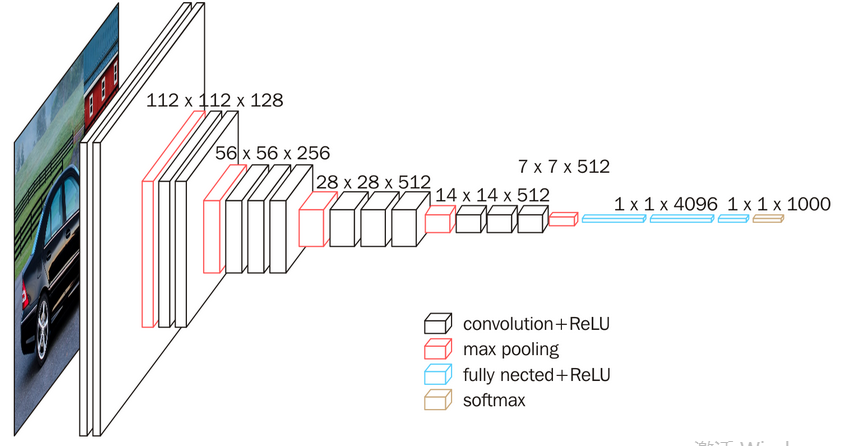 112 x 112 x 128
56 x 56 x 256
28 x 28 x 512
14 x 14 x 512
7 x 7 x 512
1 x 1 x 4096
1 x 1 x 1000
convolution+ReLU
max pooling
fully nected+ReLU
softmax